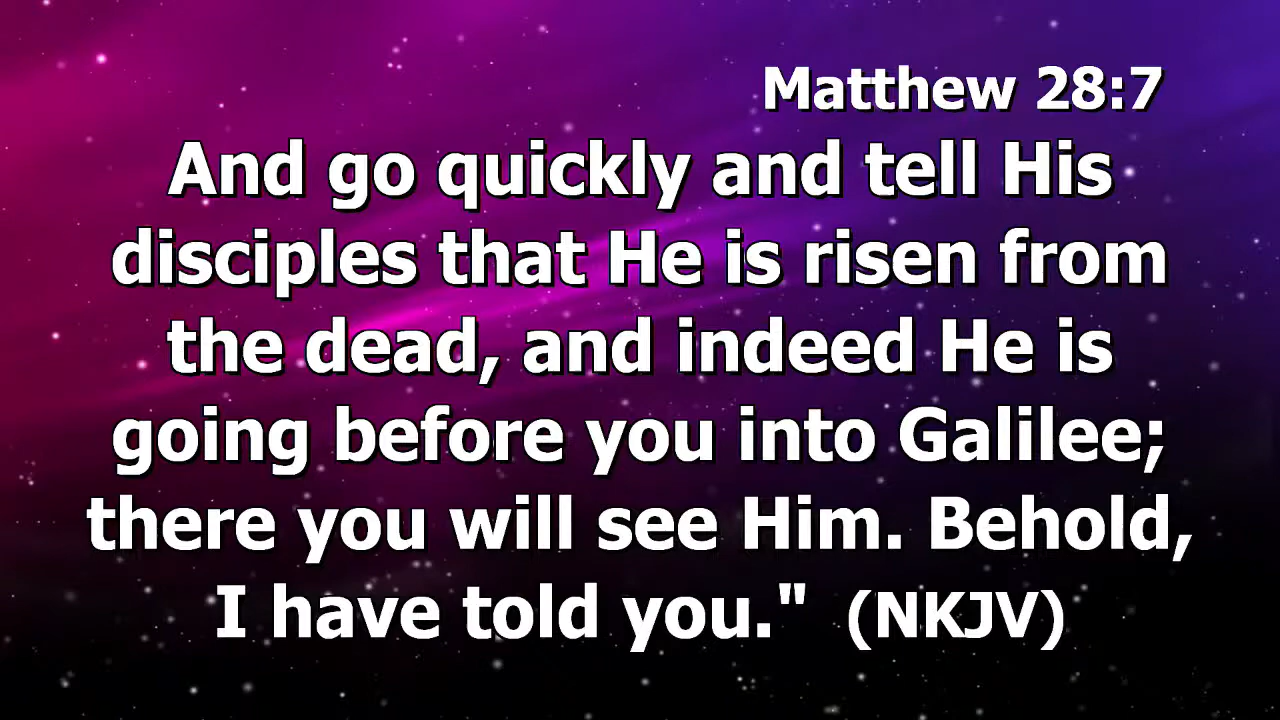 Matthew 28:7
And go quickly and tell His
disciples that He is risen from
the dead, and indeed He is
going before you into Galilee;
there you will see Him. Behold,
I have told you." (NKJV)